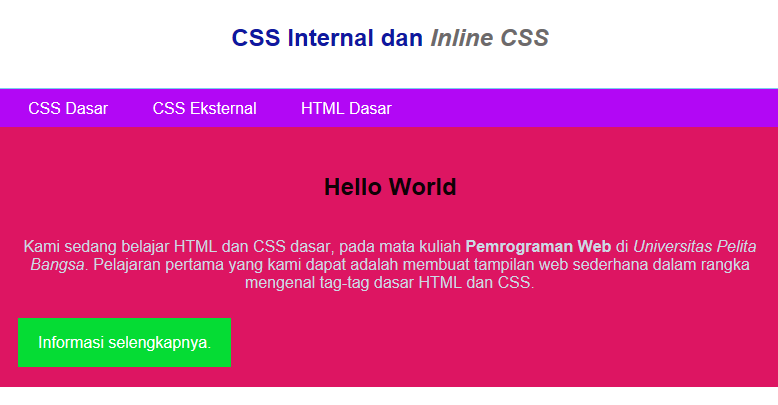 CSS Internal dan Inline CSS
CSS Dasar CSS Eksternal HTML Dasar
Hello World
Kami sedang belajar HTML dan CSS dasar, pada mata kuliah Pemrograman Web di Universitas Pelita
Bangsa. Pelajaran pertama yang kami dapat adalah membuat tampilan web sederhana dalam rangka
mengenal tag-tag dasar HTML dan CSS.
Informasi selengkapnya.